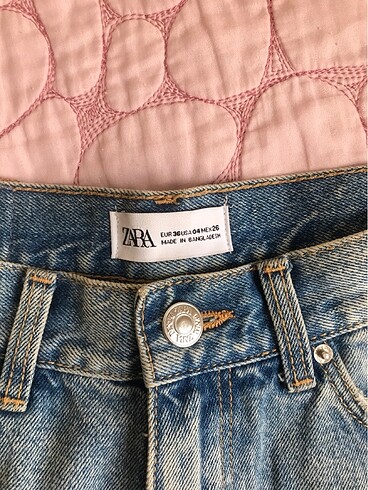 ZARA
EUR 36 USA 04 MEX 26
MADE IN BANGLADESH